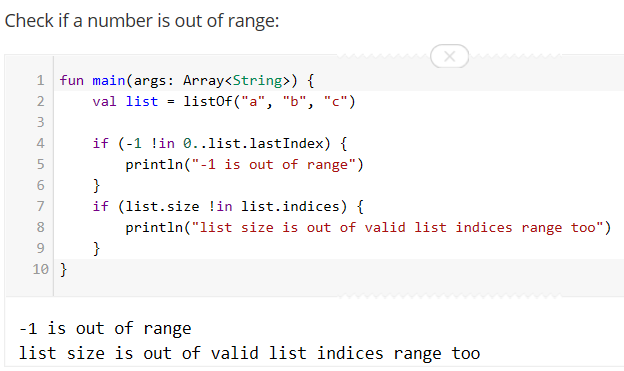 Check if a number is out of range:
1 fun main(args: Array<String>) {
2     val list = listOf("a", "b", "c")
3
4     if (-1 !in 0..list.lastIndex) {
5         println("-1 is out of range")
6     }
7     if (list.size !in list.indices) {
8         println("list size is out of valid list indices range too")
9     }
10 }
-1 is out of range
list size is out of valid list indices range too